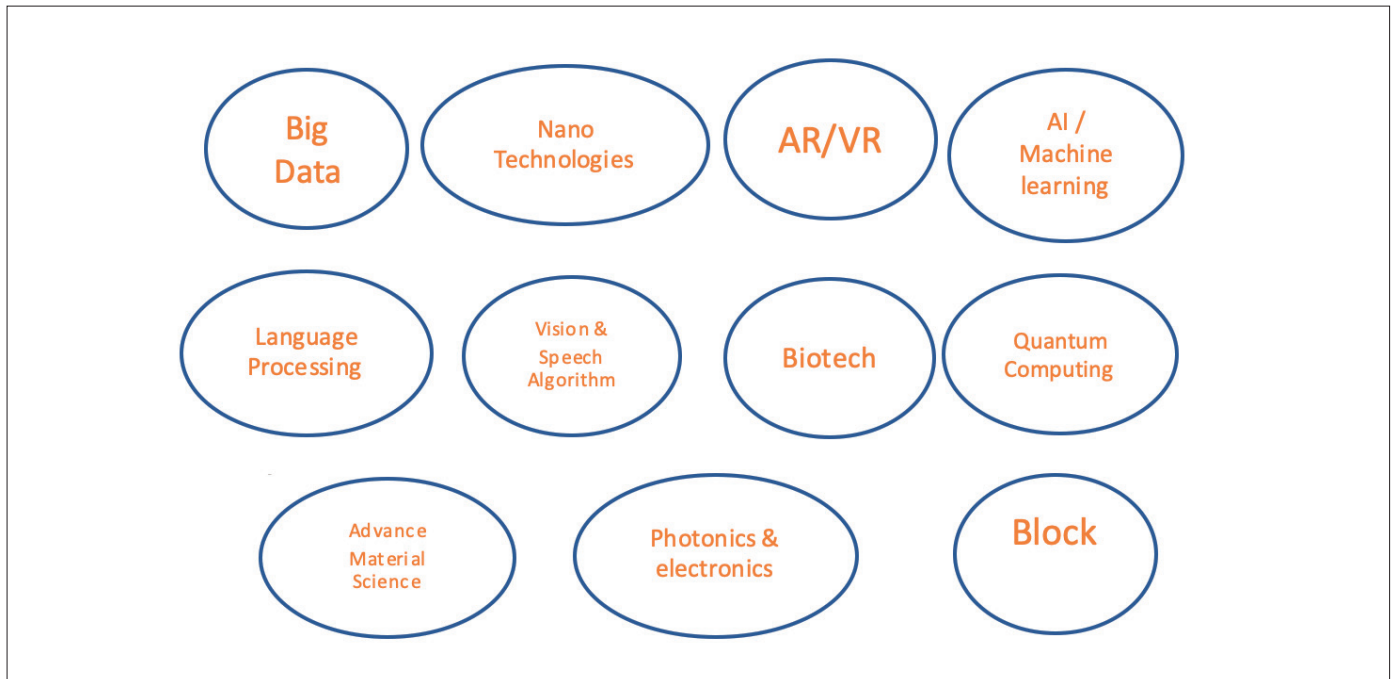 Big
Data
Nano
Technologies
AR/VR
AI /
Machine
learning
Language
Processing
Vision &
Speech
Algorithm
Biotech
Quantum
Computing
Advance
Material
Science
Photonics &
electronics
Block